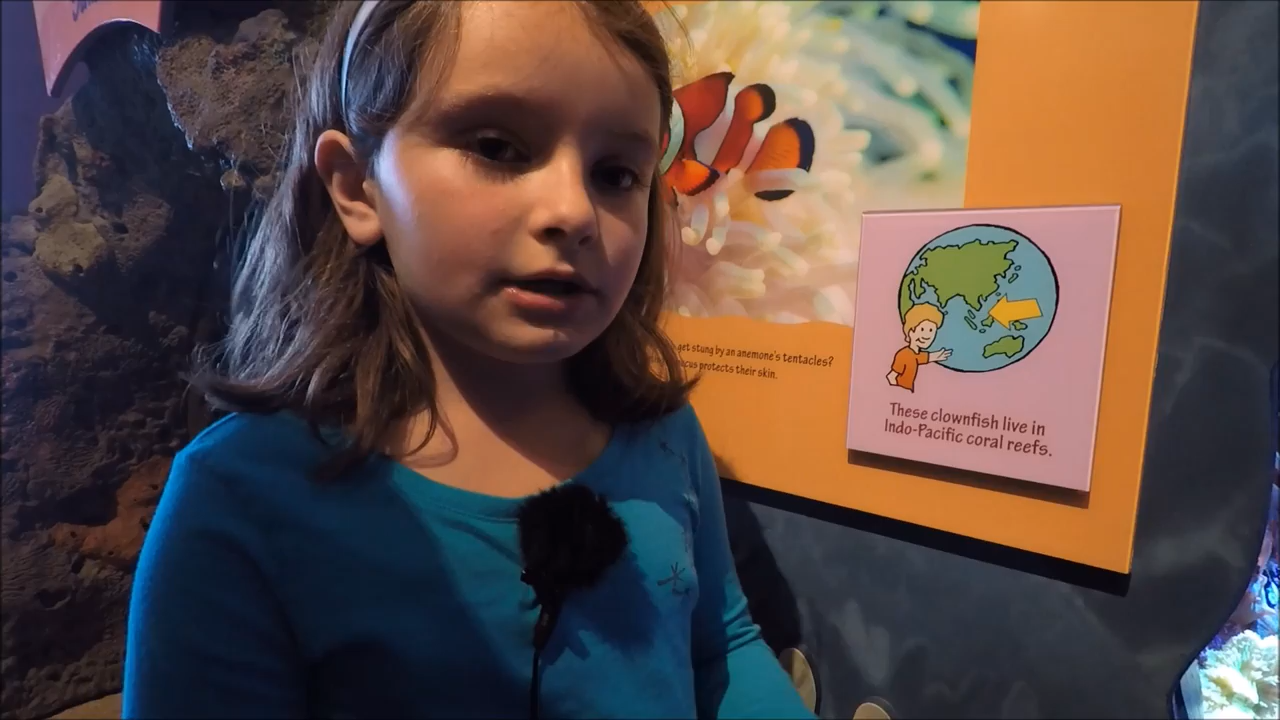 get stung by an anemone's tentacles?
protects their skin.
These clownfish live in
Indo-Pacific coral reefs.